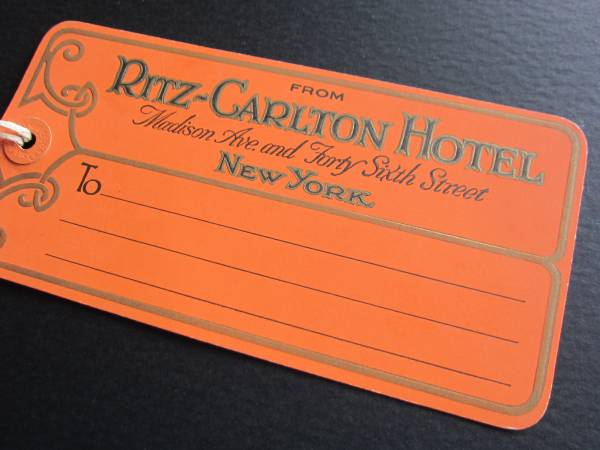 FROM
RITZ-CARLTON HOTEL
Madison Ave. and Forty Sixth Street
NEW YORK
To